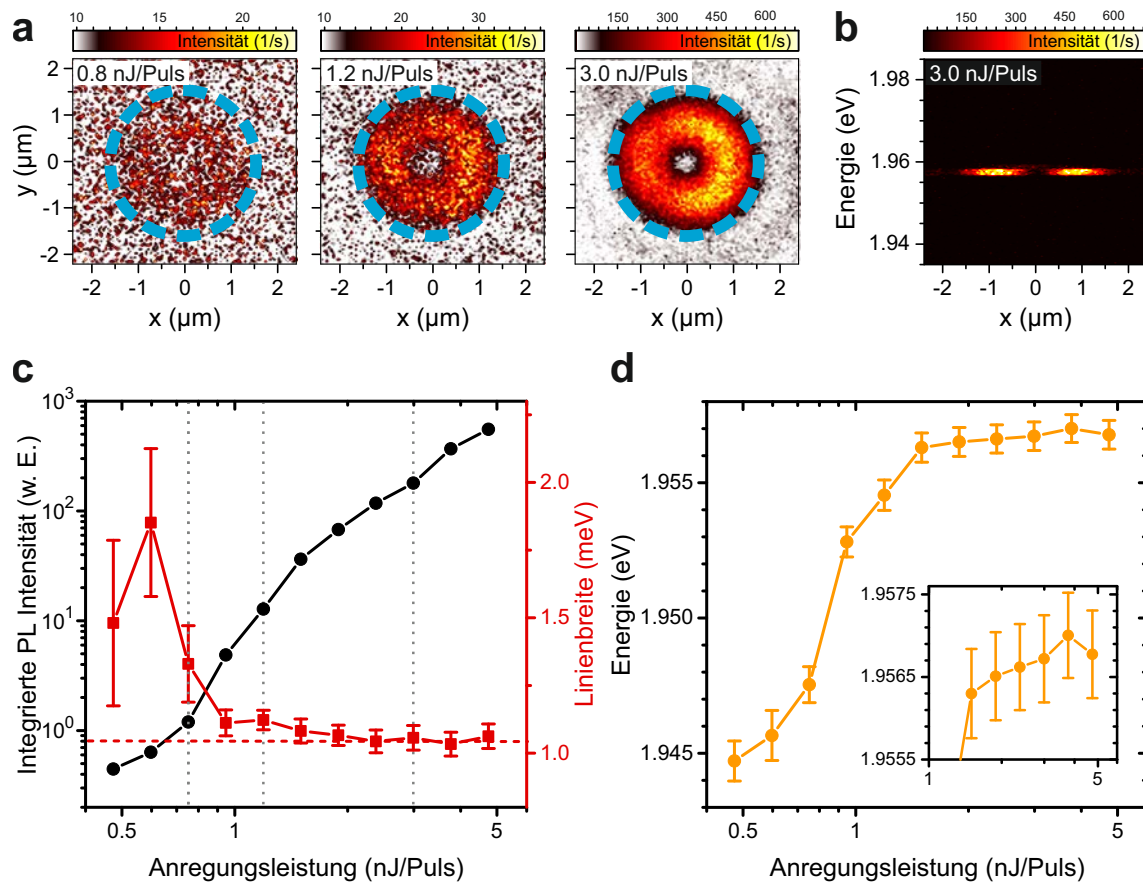 a
10 15 20
Intensität (1/s)
0.8 nJ/Puls
2
1
0
-1
-2
y (µm)
-2 -1 0 1 2
x (µm)
10 20 30
Intensität (1/s)
1.2 nJ/Puls
-2 -1 0 1 2
x (µm)
150 300 450 600
Intensität (1/s)
3.0 nJ/Puls
-2 -1 0 1 2
x (µm)
b
150 300 450 600
Intensität (1/s)
3.0 nJ/Puls
1.98
1.96
1.94
Energie (eV)
-2 -1 0 1 2
x (µm)
c
10³
10²
10¹
10⁰
Integrierte PL Intensität (w. E.)
2.0
1.5
1.0
Linienbreite (meV)
0.5 1 5
Anregungsleistung (nJ/Puls)
d
1.955
1.950
1.945
Energie (eV)
1.9575
1.9565
1.9555
1 5
0.5 1 5
Anregungsleistung (nJ/Puls)